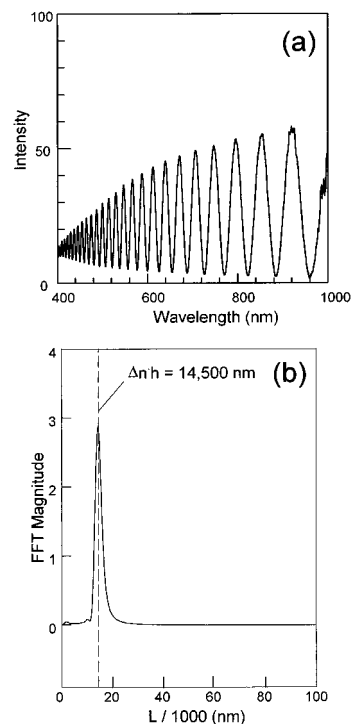 (a)
100
50
0
Intensity
400
600
800
1000
Wavelength (nm)
(b)
Δn·h = 14,500 nm
4
3
2
1
0
FFT Magnitude
0
20
40
60
80
100
L / 1000 (nm)